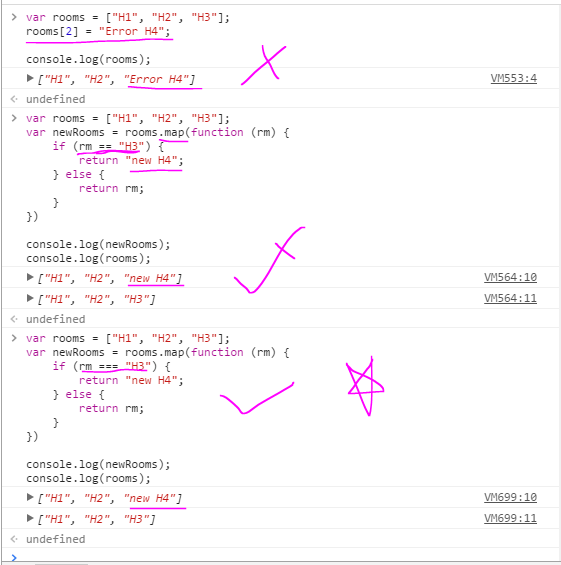 > var rooms = ["H1", "H2", "H3"];
rooms[2] = "Error H4";
console.log(rooms);
▶ ["H1", "H2", "Error H4"] VM553:4
undefined
> var rooms = ["H1", "H2", "H3"];
var newRooms = rooms.map(function (rm) {
if (rm == "H3") {
return "new H4";
} else {
return rm;
}
})
console.log(newRooms);
console.log(rooms);
▶ ["H1", "H2", "new H4"] VM564:10
▶ ["H1", "H2", "H3"] VM564:11
undefined
> var rooms = ["H1", "H2", "H3"];
var newRooms = rooms.map(function (rm) {
if (rm === "H3") {
return "new H4";
} else {
return rm;
}
})
console.log(newRooms);
console.log(rooms);
▶ ["H1", "H2", "new H4"] VM699:10
▶ ["H1", "H2", "H3"] VM699:11
undefined
>